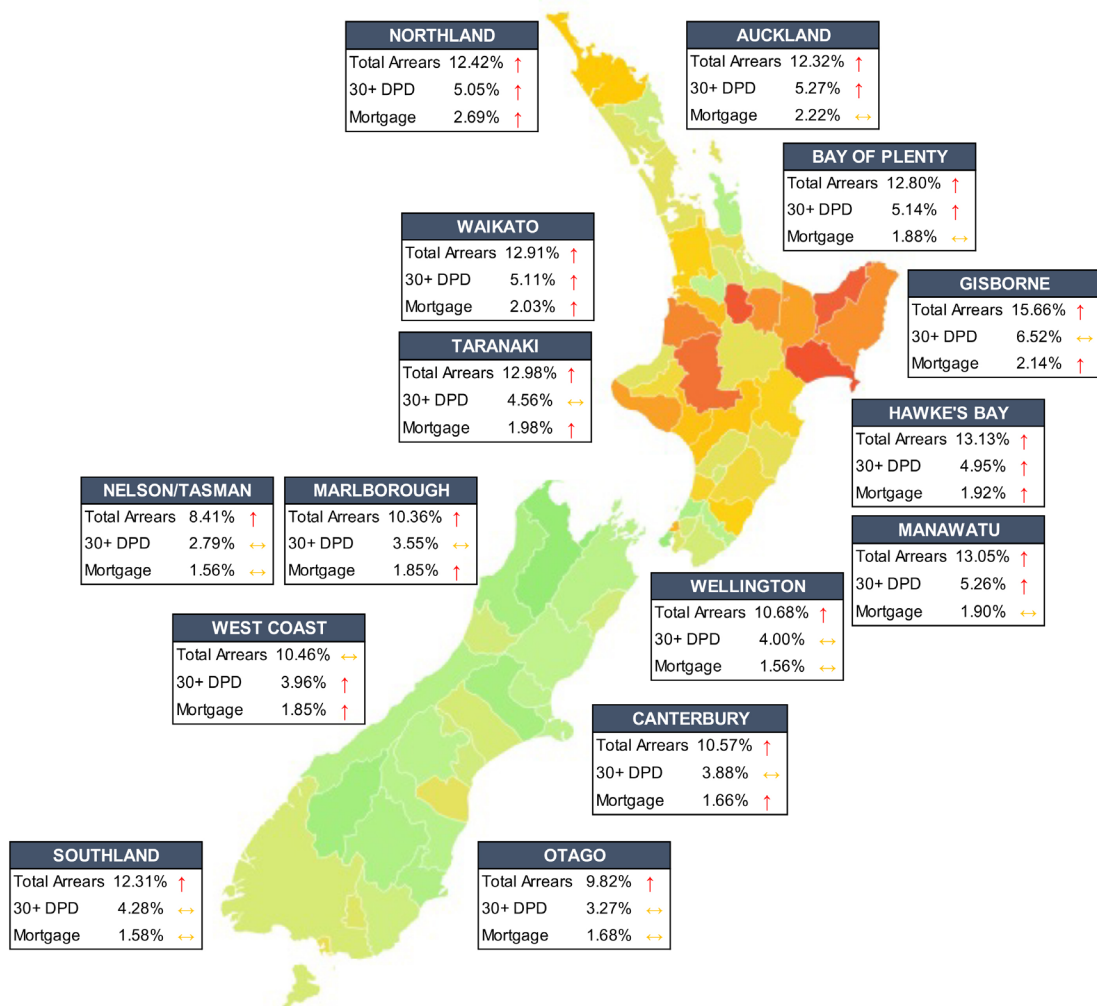 NORTHLAND
Total Arrears 12.42% ↑
30+ DPD 5.05% ↑
Mortgage 2.69% ↑
AUCKLAND
Total Arrears 12.32% ↑
30+ DPD 5.27% ↑
Mortgage 2.22% ↔
BAY OF PLENTY
Total Arrears 12.80% ↑
30+ DPD 5.14% ↑
Mortgage 1.88% ↔
WAIKATO
Total Arrears 12.91% ↑
30+ DPD 5.11% ↑
Mortgage 2.03% ↑
GISBORNE
Total Arrears 15.66% ↑
30+ DPD 6.52% ↔
Mortgage 2.14% ↑
TARANAKI
Total Arrears 12.98% ↑
30+ DPD 4.56% ↔
Mortgage 1.98% ↑
HAWKE'S BAY
Total Arrears 13.13% ↑
30+ DPD 4.95% ↑
Mortgage 1.92% ↑
NELSON/TASMAN
Total Arrears 8.41% ↑
30+ DPD 2.79% ↔
Mortgage 1.56% ↔
MARLBOROUGH
Total Arrears 10.36% ↑
30+ DPD 3.55% ↔
Mortgage 1.85% ↑
MANAWATU
Total Arrears 13.05% ↑
30+ DPD 5.26% ↑
Mortgage 1.90% ↔
WELLINGTON
Total Arrears 10.68% ↑
30+ DPD 4.00% ↔
Mortgage 1.56% ↔
WEST COAST
Total Arrears 10.46% ↔
30+ DPD 3.96% ↑
Mortgage 1.85% ↑
CANTERBURY
Total Arrears 10.57% ↑
30+ DPD 3.88% ↔
Mortgage 1.66% ↑
SOUTHLAND
Total Arrears 12.31% ↑
30+ DPD 4.28% ↔
Mortgage 1.58% ↔
OTAGO
Total Arrears 9.82% ↑
30+ DPD 3.27% ↔
Mortgage 1.68% ↔